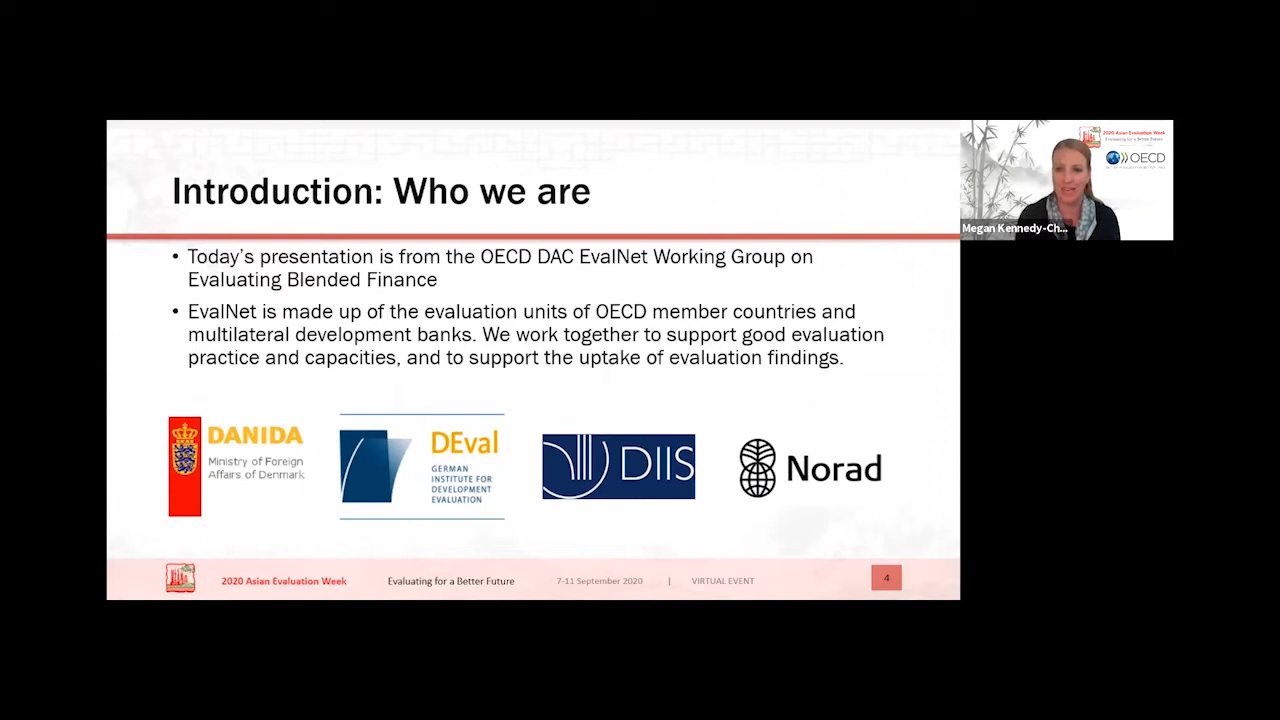 Introduction: Who we are
• Today's presentation is from the OECD DAC EvalNet Working Group on
Evaluating Blended Finance
• EvalNet is made up of the evaluation units of OECD member countries and
multilateral development banks. We work together to support good evaluation
practice and capacities, and to support the uptake of evaluation findings.
DANIDA
Ministry of Foreign
Affairs of Denmark
DEval
GERMAN
INSTITUTE FOR
DEVELOPMENT
EVALUATION
DIIS
Norad
2020 Asian Evaluation Week Evaluating for a Better Future 7-11 September 2020 | VIRTUAL EVENT 4
2020 Asian Evaluation Week
Evaluating for a Better Future
OECD
Megan Kennedy-Ch...